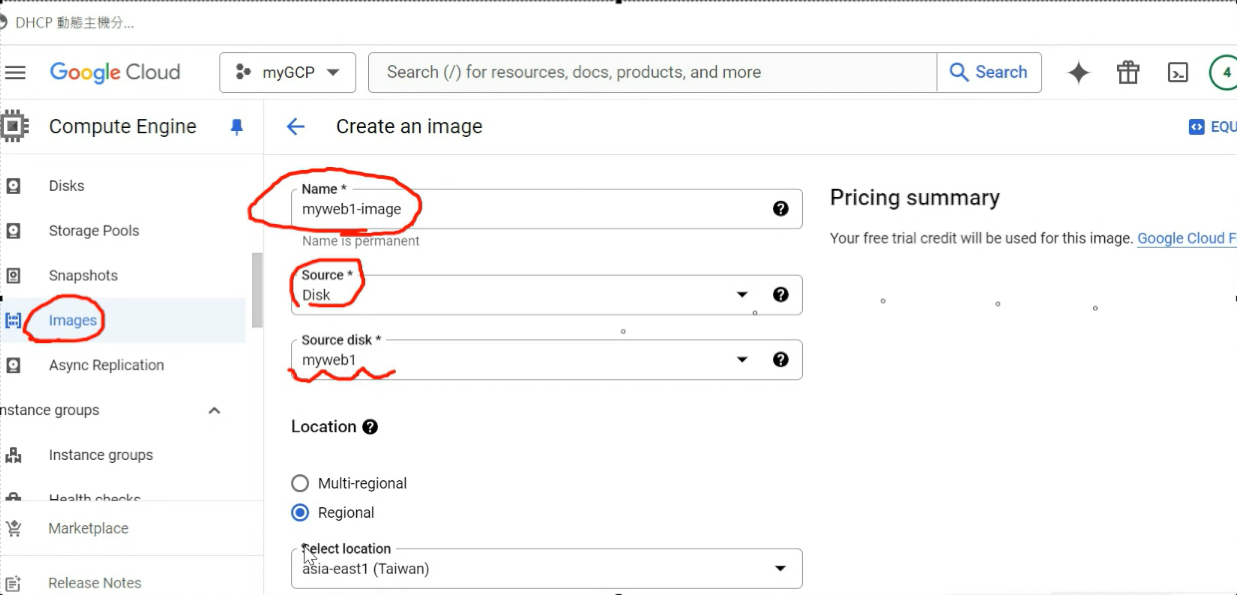 DHCP 動態主機分...
Google Cloud
myGCP
Search (/) for resources, docs, products, and more
Search
4
Compute Engine
Create an image
EQU
Disks
Storage Pools
Snapshots
Images
Async Replication
nstance groups
Instance groups
Health checks
Marketplace
Release Notes
Name *
myweb1-image
Name is permanent
Source *
Disk
Source disk *
myweb1
Location
Multi-regional
Regional
Select location
asia-east1 (Taiwan)
Pricing summary
Your free trial credit will be used for this image. Google Cloud F